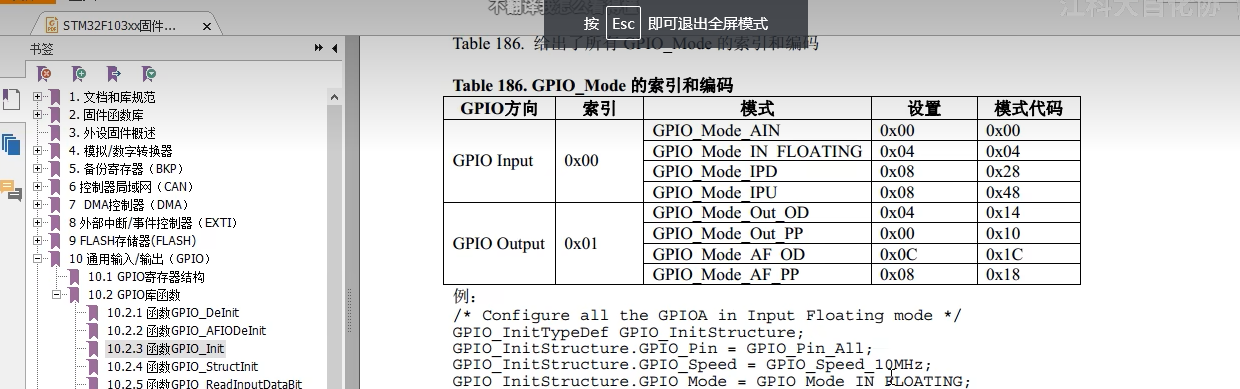 不翻译我怎么
江科大自化协
按 Esc 即可退出全屏模式
STM32F103xx固件...
书签
Table 186. 给出了所有 GPIO_Mode 的索引和编码
Table 186. GPIO_Mode 的索引和编码
GPIO方向 索引 模式 设置 模式代码
GPIO_Mode_AIN 0x00 0x00
GPIO_Mode_IN_FLOATING 0x04 0x04
GPIO Input 0x00
GPIO_Mode_IPD 0x08 0x28
GPIO_Mode_IPU 0x08 0x48
GPIO_Mode_Out_OD 0x04 0x14
GPIO_Mode_Out_PP 0x00 0x10
GPIO Output 0x01
GPIO_Mode_AF_OD 0x0C 0x1C
GPIO_Mode_AF_PP 0x08 0x18
例:
/* Configure all the GPIOA in Input Floating mode */
GPIO_InitTypeDef GPIO_InitStructure;
GPIO_InitStructure.GPIO_Pin = GPIO_Pin_All;
GPIO_InitStructure.GPIO_Speed = GPIO_Speed_10MHz;
GPIO_InitStructure.GPIO_Mode = GPIO_Mode_IN_FLOATING;
1. 文档和库规范
2. 固件函数库
3. 外设固件概述
4. 模拟/数字转换器
5. 备份寄存器（BKP）
6 控制器局域网（CAN）
7 DMA控制器（DMA）
8 外部中断/事件控制器（EXTI）
9 FLASH存储器(FLASH)
10 通用输入/输出（GPIO）
10.1 GPIO寄存器结构
10.2 GPIO库函数
10.2.1 函数GPIO_DeInit
10.2.2 函数GPIO_AFIODeInit
10.2.3 函数GPIO_Init
10.2.4 函数GPIO_StructInit
10.2.5 函数GPIO_ReadInputDataBit